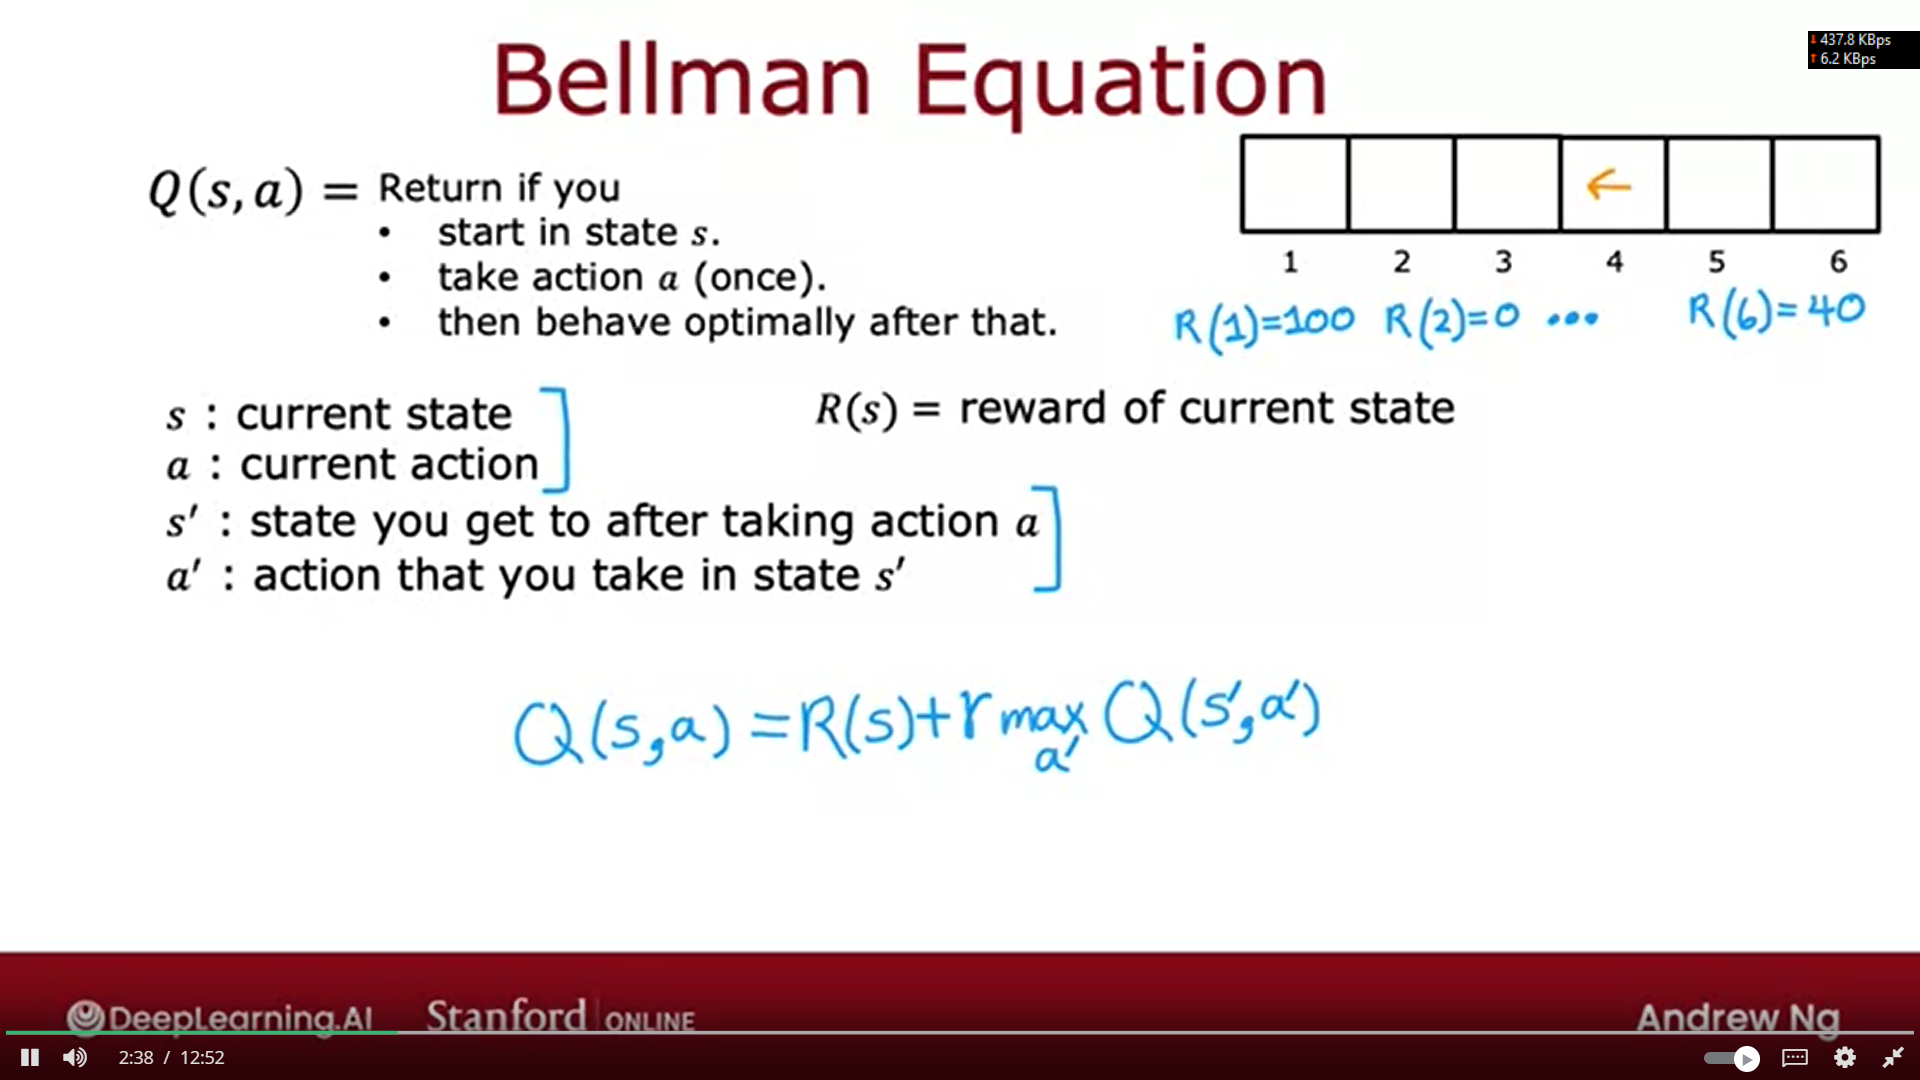 Bellman Equation
↓ 437.8 KBps
↑ 6.2 KBps
Q(s, a) = Return if you
• start in state s.
• take action a (once).
• then behave optimally after that.
←
1 2 3 4 5 6
R(1)=100 R(2)=0 ••• R(6)=40
s : current state
a : current action
R(s) = reward of current state
s′ : state you get to after taking action a
a′ : action that you take in state s′
Q(s,a) = R(s)+γ max Q(s′,a′)
a′
DeepLearning.AI Stanford | ONLINE Andrew Ng
2:38 / 12:52